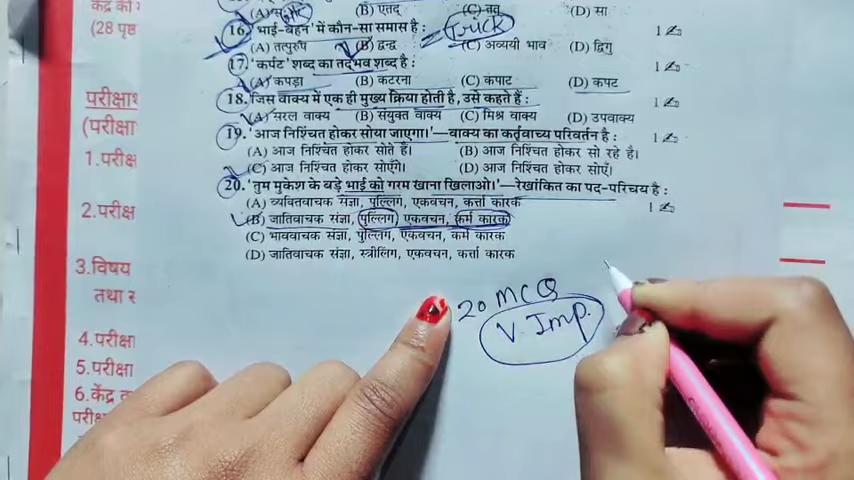 केंद्र का
(28 पृष्ठ
(A) (B) एतद् (C) तव् (D) सा
16. 'भाई-बहन' में कौन-सा समास है : Trick 1
(A) तत्पुरुष (B) द्वन्द्व (C) अव्ययी भाव (D) द्विगु
17. 'कर्पट' शब्द का तद्भव शब्द है : 1
(A) कपड़ा (B) कटरना (C) कपाट (D) कपट
18. जिस वाक्य में एक ही मुख्य क्रिया होती है, उसे कहते हैं : 1
(A) सरल वाक्य (B) संयुक्त वाक्य (C) मिश्र वाक्य (D) उपवाक्य
19. 'आज निश्चिंत होकर सोया जाएगा।'—वाक्य का कर्तृवाच्य परिवर्तन है : 1
(A) आज निश्चिंत होकर सोते हैं। (B) आज निश्चिंत होकर सो रहे है।
(C) आज निश्चिंत होकर सोएँगे। (D) आज निश्चिंत होकर सोएँ।
20. 'तुम मुकेश के बड़े भाई को गरम खाना खिलाओ।'—रेखांकित का पद-परिचय है :
(A) व्यक्तिवाचक संज्ञा, पुल्लिंग, एकवचन, कर्त्ता कारक 1
(B) जातिवाचक संज्ञा, पुल्लिंग, एकवचन, कर्म कारक
(C) भाववाचक संज्ञा, पुल्लिंग, एकवचन, कर्म कारक
(D) जातिवाचक संज्ञा, स्त्रीलिंग, एकवचन, कर्त्ता कारक
20 MCQ
V. Imp.
परीक्षा
(परीक्षा
1.परीक्ष
2.परीक्ष
3.विषय
तथा
4.परीक्ष
5.परीक्ष
6.केंद्र